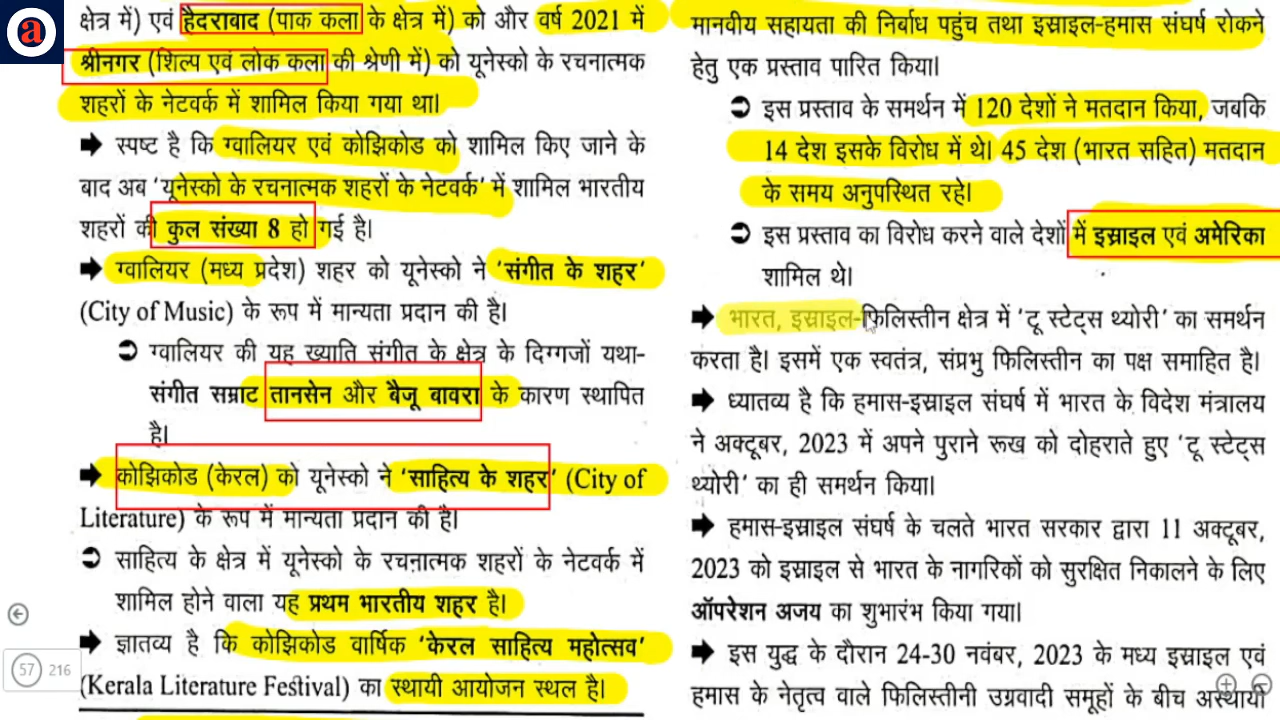 a
क्षेत्र में) एवं हैदराबाद (पाक कला के क्षेत्र में) को और वर्ष 2021 में
श्रीनगर (शिल्प एवं लोक कला की श्रेणी में) को यूनेस्को के रचनात्मक
शहरों के नेटवर्क में शामिल किया गया था।
➡ स्पष्ट है कि ग्वालियर एवं कोझिकोड को शामिल किए जाने के
बाद अब ‘यूनेस्को के रचनात्मक शहरों के नेटवर्क’ में शामिल भारतीय
शहरों की कुल संख्या 8 हो गई है।
➡ ग्वालियर (मध्य प्रदेश) शहर को यूनेस्को ने ‘संगीत के शहर’
(City of Music) के रूप में मान्यता प्रदान की है।
➲ ग्वालियर की यह ख्याति संगीत के क्षेत्र के दिग्गजों यथा-
संगीत सम्राट तानसेन और बैजू बावरा के कारण स्थापित
है।
➡ कोझिकोड (केरल) को यूनेस्को ने ‘साहित्य के शहर’ (City of
Literature) के रूप में मान्यता प्रदान की है।
➲ साहित्य के क्षेत्र में यूनेस्को के रचनात्मक शहरों के नेटवर्क में
शामिल होने वाला यह प्रथम भारतीय शहर है।
➡ ज्ञातव्य है कि कोझिकोड वार्षिक ‘केरल साहित्य महोत्सव’
(Kerala Literature Festival) का स्थायी आयोजन स्थल है।
57 216
मानवीय सहायता की निर्बाध पहुंच तथा इस्राइल-हमास संघर्ष रोकने
हेतु एक प्रस्ताव पारित किया।
➲ इस प्रस्ताव के समर्थन में 120 देशों ने मतदान किया, जबकि
14 देश इसके विरोध में थे। 45 देश (भारत सहित) मतदान
के समय अनुपस्थित रहे।
➲ इस प्रस्ताव का विरोध करने वाले देशों में इस्राइल एवं अमेरिका
शामिल थे।
➡ भारत, इस्राइल-फिलिस्तीन क्षेत्र में ‘टू स्टेट्स थ्योरी’ का समर्थन
करता है। इसमें एक स्वतंत्र, संप्रभु फिलिस्तीन का पक्ष समाहित है।
➡ ध्यातव्य है कि हमास-इस्राइल संघर्ष में भारत के विदेश मंत्रालय
ने अक्टूबर, 2023 में अपने पुराने रूख को दोहराते हुए ‘टू स्टेट्स
थ्योरी’ का ही समर्थन किया।
➡ हमास-इस्राइल संघर्ष के चलते भारत सरकार द्वारा 11 अक्टूबर,
2023 को इस्राइल से भारत के नागरिकों को सुरक्षित निकालने के लिए
ऑपरेशन अजय का शुभारंभ किया गया।
➡ इस युद्ध के दौरान 24-30 नवंबर, 2023 के मध्य इस्राइल एवं
हमास के नेतृत्व वाले फिलिस्तीनी उग्रवादी समूहों के बीच अस्थायी